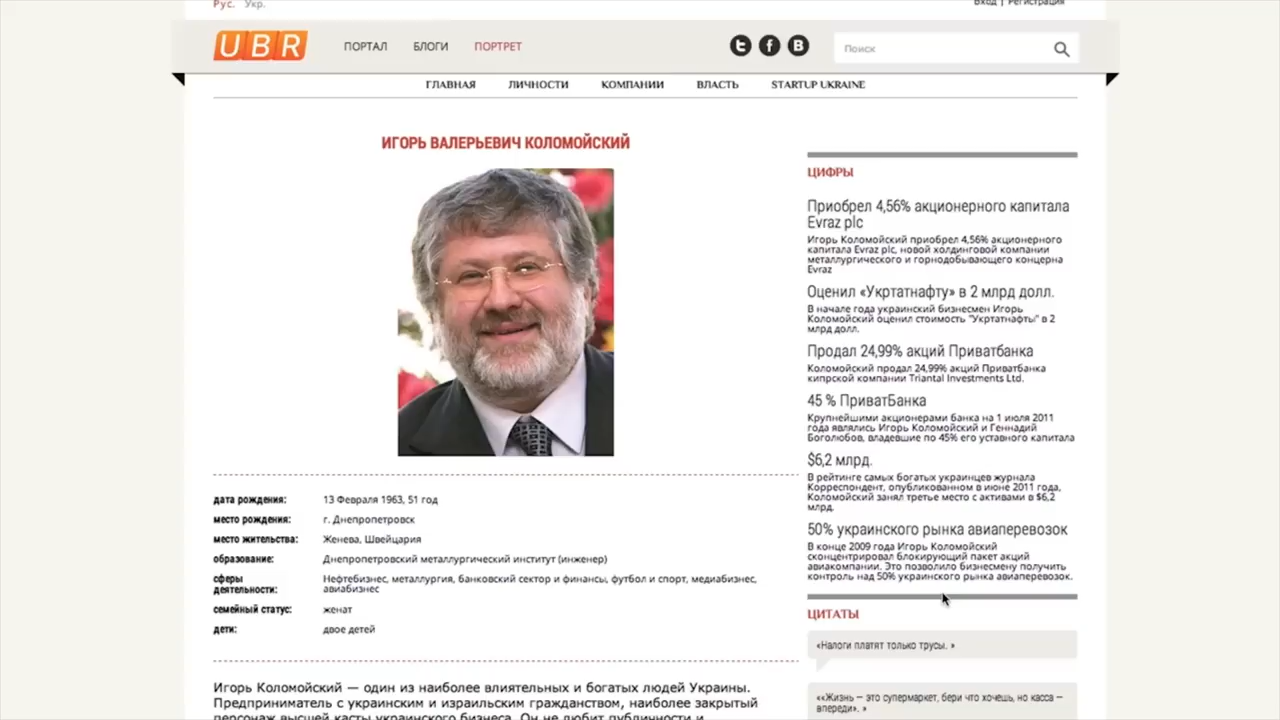 Рус. Укр.
Вход | Регистрация
UBR
ПОРТАЛ БЛОГИ ПОРТРЕТ
Поиск
ГЛАВНАЯ ЛИЧНОСТИ КОМПАНИИ ВЛАСТЬ STARTUP UKRAINE
ИГОРЬ ВАЛЕРЬЕВИЧ КОЛОМОЙСКИЙ
дата рождения: 13 Февраля 1963, 51 год
место рождения: г. Днепропетровск
место жительства: Женева, Швейцария
образование: Днепропетровский металлургический институт (инженер)
сферы
деятельности:
Нефтебизнес, металлургия, банковский сектор и финансы, футбол и спорт, медиабизнес,
авиабизнес
семейный статус: женат
дети: двое детей
Игорь Коломойский — один из наиболее влиятельных и богатых людей Украины.
Предприниматель с украинским и израильским гражданством, наиболее закрытый
персонаж высшей касты украинского бизнеса. Он не любит публичности и
ЦИФРЫ
Приобрел 4,56% акционерного капитала
Evraz plc
Игорь Коломойский приобрел 4,56% акционерного
капитала Evraz plc, новой холдинговой компании
металлургического и горнодобывающего концерна
Evraz
Оценил «Укртатнафту» в 2 млрд долл.
В начале года украинский бизнесмен Игорь
Коломойский оценил стоимость "Укртатнафты" в 2
млрд долл.
Продал 24,99% акций Приватбанка
Коломойский продал 24,99% акций Приватбанка
кипрской компании Triantal Investments Ltd.
45 % ПриватБанка
Крупнейшими акционерами банка на 1 июля 2011
года являлись Игорь Коломойский и Геннадий
Боголюбов, владевшие по 45% его уставного капитала
$6,2 млрд.
В рейтинге самых богатых украинцев журнала
Корреспондент, опубликованном в июне 2011 года,
Коломойский занял третье место с активами в $6,2
млрд.
50% украинского рынка авиаперевозок
В конце 2009 года Игорь Коломойский
сконцентрировал блокирующий пакет акций
авиакомпании. Это позволило бизнесмену получить
контроль над 50% украинского рынка авиаперевозок.
ЦИТАТЫ
«Налоги платят только трусы. »
««Жизнь — это супермаркет, бери что хочешь, но касса —
впереди». »